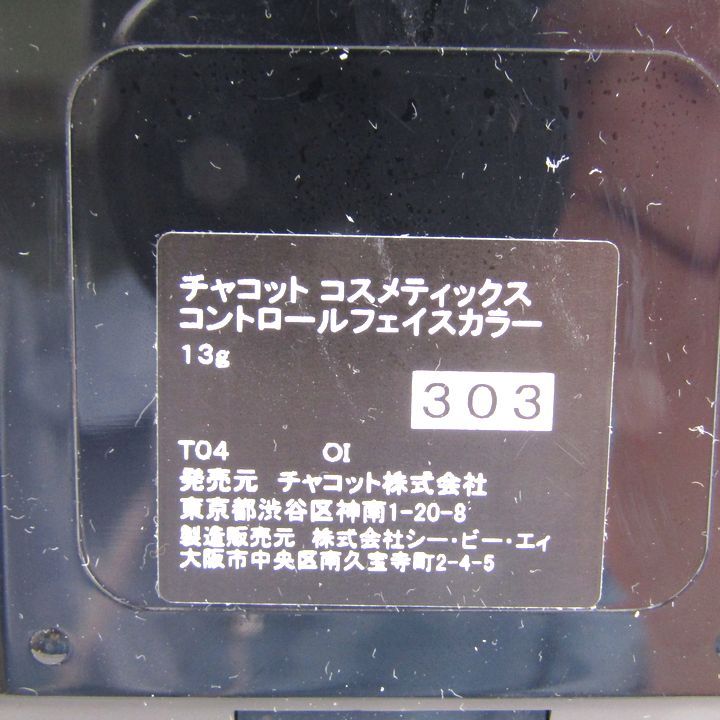 チャコット コスメティックス
コントロールフェイスカラー
13g
303
T04 OI
発売元 チャコット株式会社
東京都渋谷区神南1-20-8
製造販売元 株式会社シー・ビー・エィ
大阪市中央区南久宝寺町2-4-5